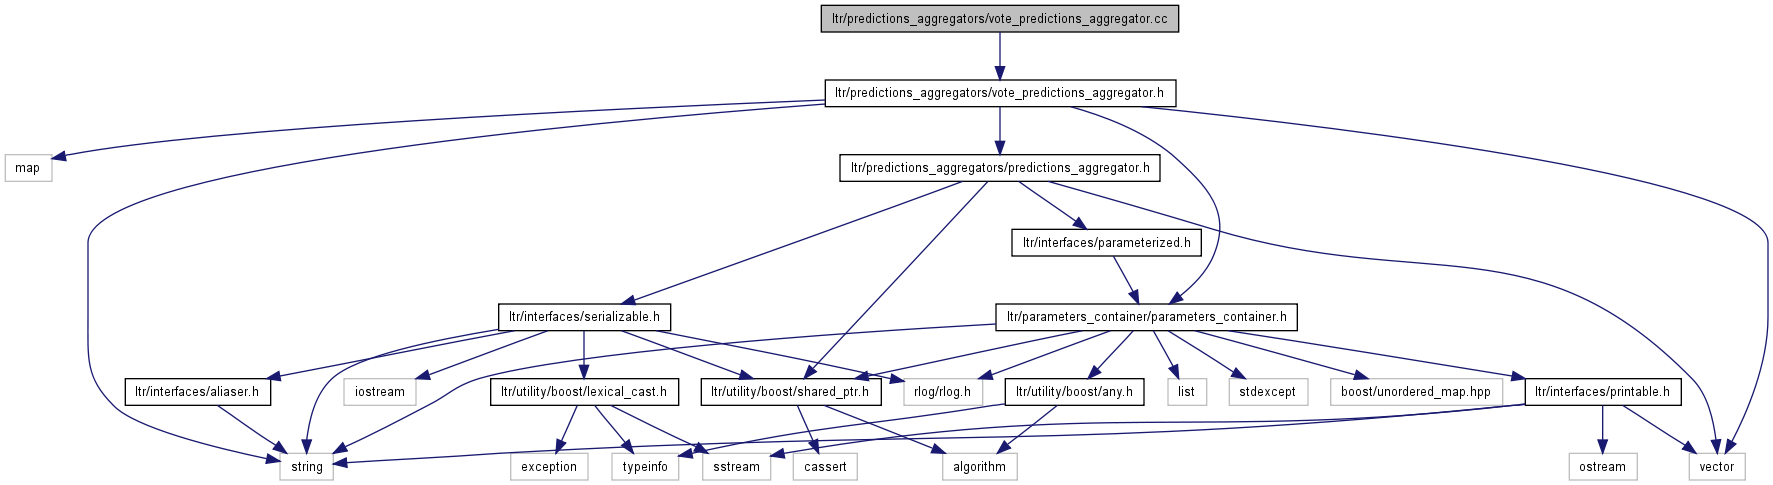 ltr/predictions_aggregators/vote_predictions_aggregator.cc
ltr/predictions_aggregators/vote_predictions_aggregator.h
map
ltr/predictions_aggregators/predictions_aggregator.h
ltr/interfaces/parameterized.h
ltr/interfaces/serializable.h
ltr/parameters_container/parameters_container.h
ltr/interfaces/aliaser.h
iostream
ltr/utility/boost/lexical_cast.h
ltr/utility/boost/shared_ptr.h
rlog/rlog.h
ltr/utility/boost/any.h
list
stdexcept
boost/unordered_map.hpp
ltr/interfaces/printable.h
string
exception
typeinfo
sstream
cassert
algorithm
ostream
vector